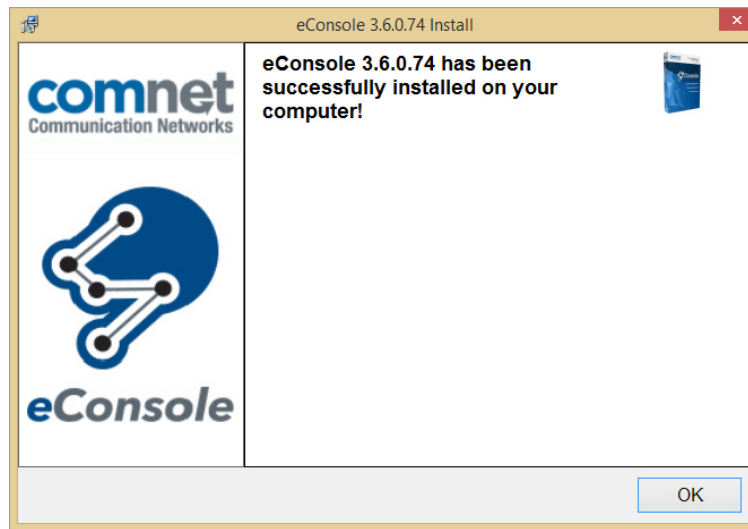 eConsole 3.6.0.74 Install
comnet
Communication Networks
eConsole
eConsole 3.6.0.74 has been
successfully installed on your
computer!
OK